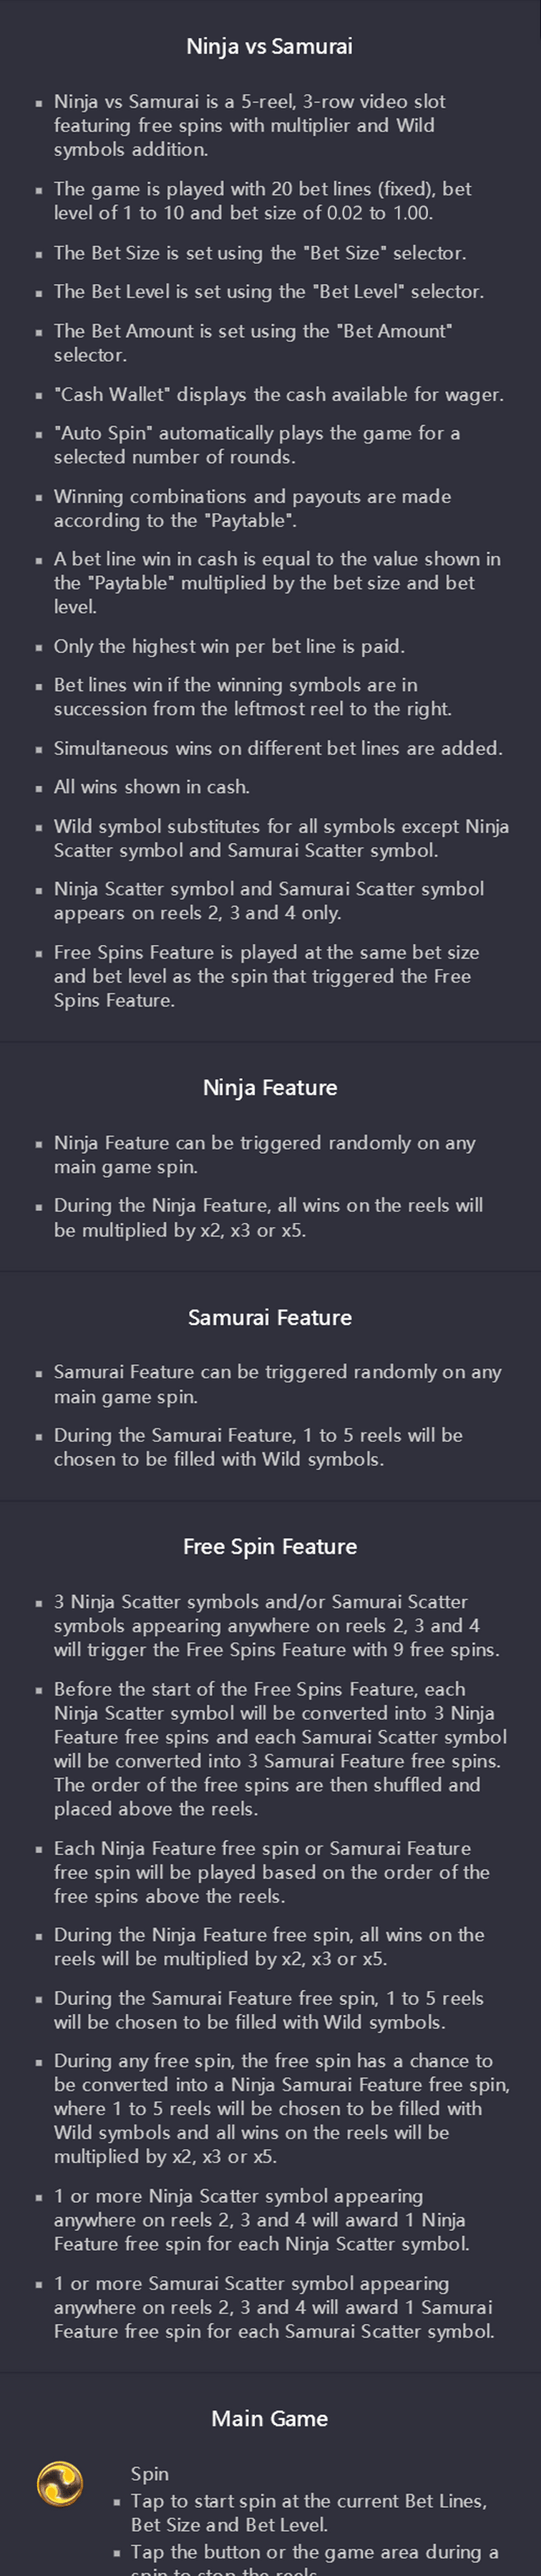 Ninja vs Samurai
Ninja vs Samurai is a 5-reel, 3-row video slot
featuring free spins with multiplier and Wild
symbols addition.
The game is played with 20 bet lines (fixed), bet
level of 1 to 10 and bet size of 0.02 to 1.00.
The Bet Size is set using the "Bet Size" selector.
The Bet Level is set using the "Bet Level" selector.
The Bet Amount is set using the "Bet Amount"
selector.
"Cash Wallet" displays the cash available for wager.
"Auto Spin" automatically plays the game for a
selected number of rounds.
Winning combinations and payouts are made
according to the "Paytable".
A bet line win in cash is equal to the value shown in
the "Paytable" multiplied by the bet size and bet
level.
Only the highest win per bet line is paid.
Bet lines win if the winning symbols are in
succession from the leftmost reel to the right.
Simultaneous wins on different bet lines are added.
All wins shown in cash.
Wild symbol substitutes for all symbols except Ninja
Scatter symbol and Samurai Scatter symbol.
Ninja Scatter symbol and Samurai Scatter symbol
appears on reels 2, 3 and 4 only.
Free Spins Feature is played at the same bet size
and bet level as the spin that triggered the Free
Spins Feature.
Ninja Feature
Ninja Feature can be triggered randomly on any
main game spin.
During the Ninja Feature, all wins on the reels will
be multiplied by x2, x3 or x5.
Samurai Feature
Samurai Feature can be triggered randomly on any
main game spin.
During the Samurai Feature, 1 to 5 reels will be
chosen to be filled with Wild symbols.
Free Spin Feature
3 Ninja Scatter symbols and/or Samurai Scatter
symbols appearing anywhere on reels 2, 3 and 4
will trigger the Free Spins Feature with 9 free spins.
Before the start of the Free Spins Feature, each
Ninja Scatter symbol will be converted into 3 Ninja
Feature free spins and each Samurai Scatter symbol
will be converted into 3 Samurai Feature free spins.
The order of the free spins are then shuffled and
placed above the reels.
Each Ninja Feature free spin or Samurai Feature
free spin will be played based on the order of the
free spins above the reels.
During the Ninja Feature free spin, all wins on the
reels will be multiplied by x2, x3 or x5.
During the Samurai Feature free spin, 1 to 5 reels
will be chosen to be filled with Wild symbols.
During any free spin, the free spin has a chance to
be converted into a Ninja Samurai Feature free spin,
where 1 to 5 reels will be chosen to be filled with
Wild symbols and all wins on the reels will be
multiplied by x2, x3 or x5.
1 or more Ninja Scatter symbol appearing
anywhere on reels 2, 3 and 4 will award 1 Ninja
Feature free spin for each Ninja Scatter symbol.
1 or more Samurai Scatter symbol appearing
anywhere on reels 2, 3 and 4 will award 1 Samurai
Feature free spin for each Samurai Scatter symbol.
Main Game
Spin
Tap to start spin at the current Bet Lines,
Bet Size and Bet Level.
Tap the button or the game area during a
spin to stop the reels